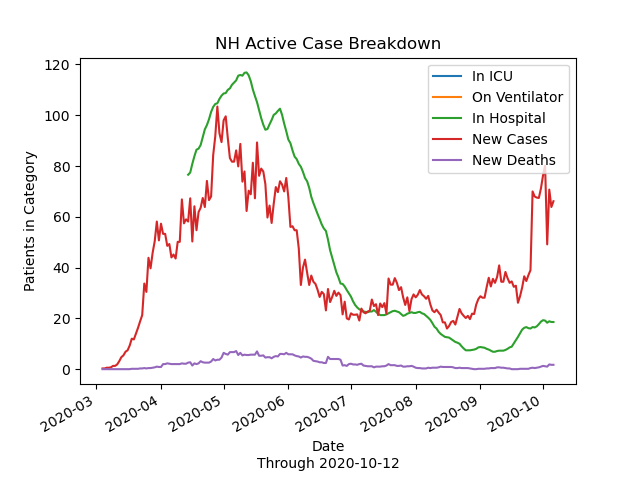 NH Active Case Breakdown
In ICU
On Ventilator
In Hospital
New Cases
New Deaths
Patients in Category
120
100
80
60
40
20
0
2020-03
2020-04
2020-05
2020-06
2020-07
2020-08
2020-09
2020-10
Date
Through 2020-10-12